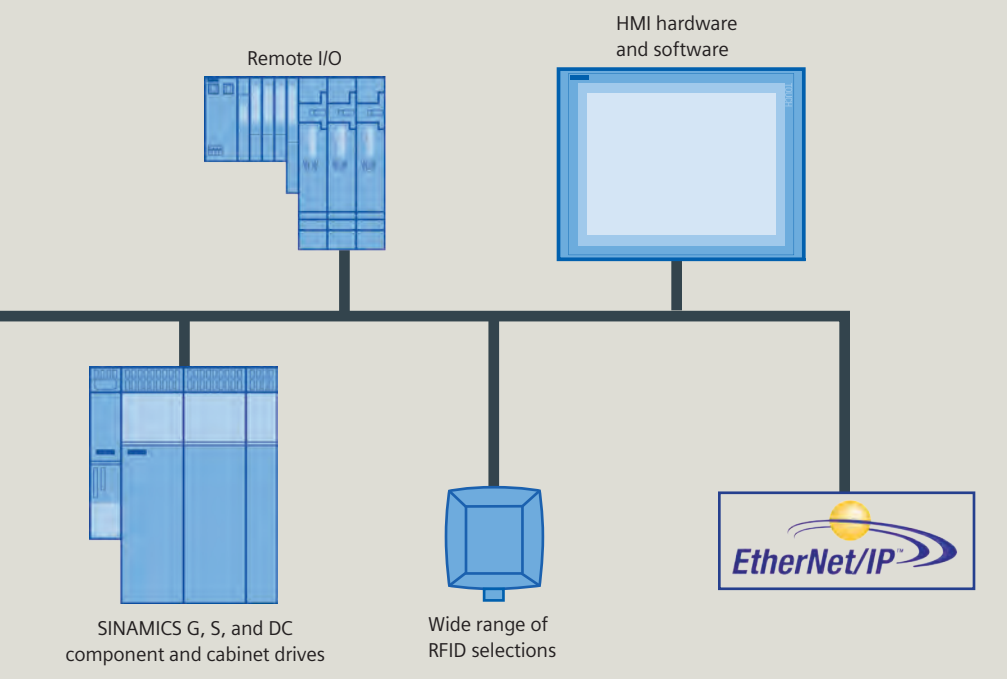 HMI hardware
and software
Remote I/O
SINAMICS G, S, and DC
component and cabinet drives
Wide range of
RFID selections
EtherNet/IP™